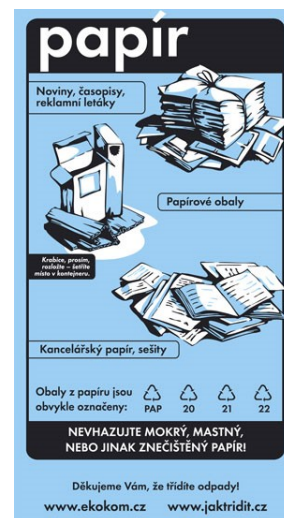 papír
Noviny, časopisy,
reklamní letáky
Papírové obaly
Krabice, prosím,
rozložte – šetříte
místo v kontejneru.
Kancelářský papír, sešity
Obaly z papíru jsou
obvykle označeny:
PAP 20 21 22
NEVHAZUJTE MOKRÝ, MASTNÝ,
NEBO JINAK ZNEČIŠTĚNÝ PAPÍR!
Děkujeme Vám, že třídíte odpady!
www.ekokom.cz www.jaktridit.cz